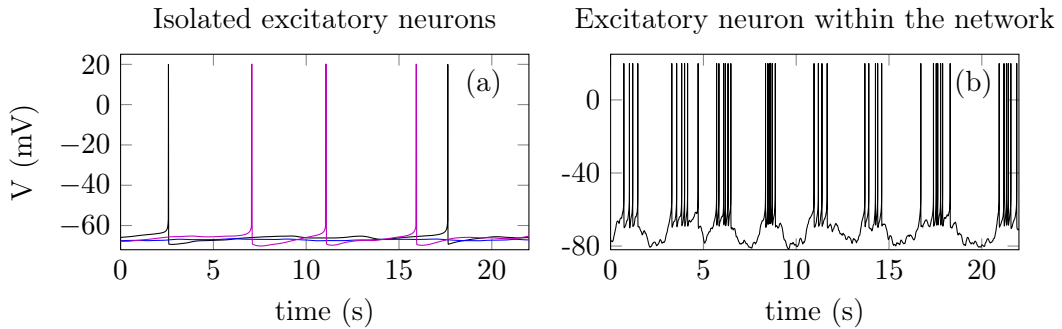 Isolated excitatory neurons
Excitatory neuron within the network
(a)
20
0
−20
−40
−60
V (mV)
0 5 10 15 20
time (s)
(b)
0
-40
-80
0 5 10 15 20
time (s)